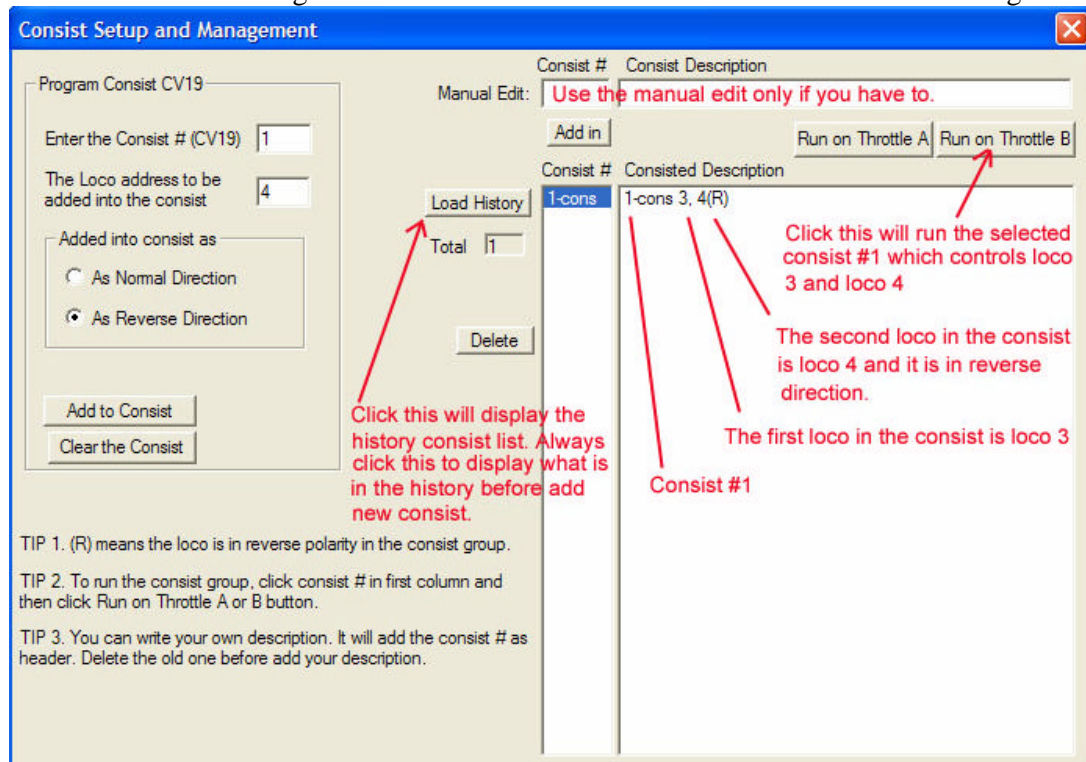 Consist Setup and Management
Program Consist CV19
Enter the Consist # (CV19) 1
The Loco address to be
added into the consist 4
Added into consist as
As Normal Direction
As Reverse Direction
Add to Consist
Clear the Consist
Consist # Consist Description
Manual Edit: Use the manual edit only if you have to.
Add in
Run on Throttle A Run on Throttle B
Consist # Consisted Description
Load History
1-cons 1-cons 3, 4(R)
Total 1
Delete
Click this will run the selected
consist #1 which controls loco
3 and loco 4
The second loco in the consist
is loco 4 and it is in reverse
direction.
The first loco in the consist is loco 3
Consist #1
Click this will display the
history consist list. Always
click this to display what is
in the history before add
new consist.
TIP 1. (R) means the loco is in reverse polarity in the consist group.
TIP 2. To run the consist group, click consist # in first column and
then click Run on Throttle A or B button.
TIP 3. You can write your own description. It will add the consist # as
header. Delete the old one before add your description.